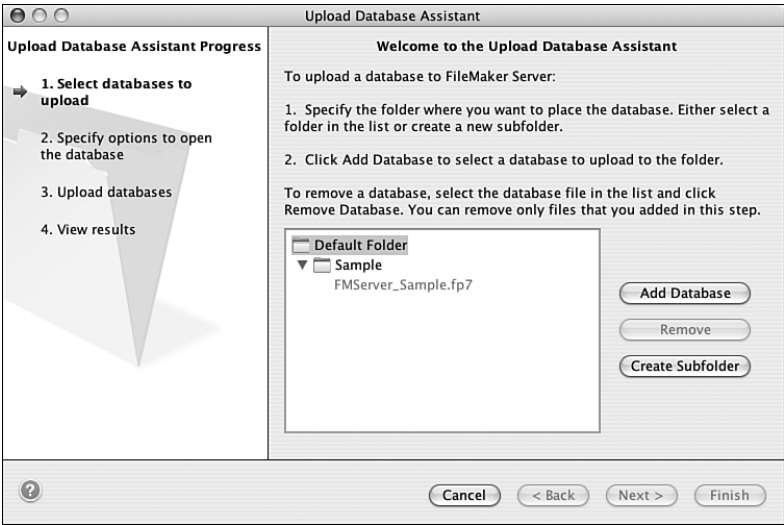 Upload Database Assistant
Upload Database Assistant Progress
1. Select databases to
upload
2. Specify options to open
the database
3. Upload databases
4. View results
Welcome to the Upload Database Assistant
To upload a database to FileMaker Server:
1. Specify the folder where you want to place the database. Either select a
folder in the list or create a new subfolder.
2. Click Add Database to select a database to upload to the folder.
To remove a database, select the database file in the list and click
Remove Database. You can remove only files that you added in this step.
Default Folder
Sample
FMServer_Sample.fp7
Add Database
Remove
Create Subfolder
?
Cancel
< Back
Next >
Finish